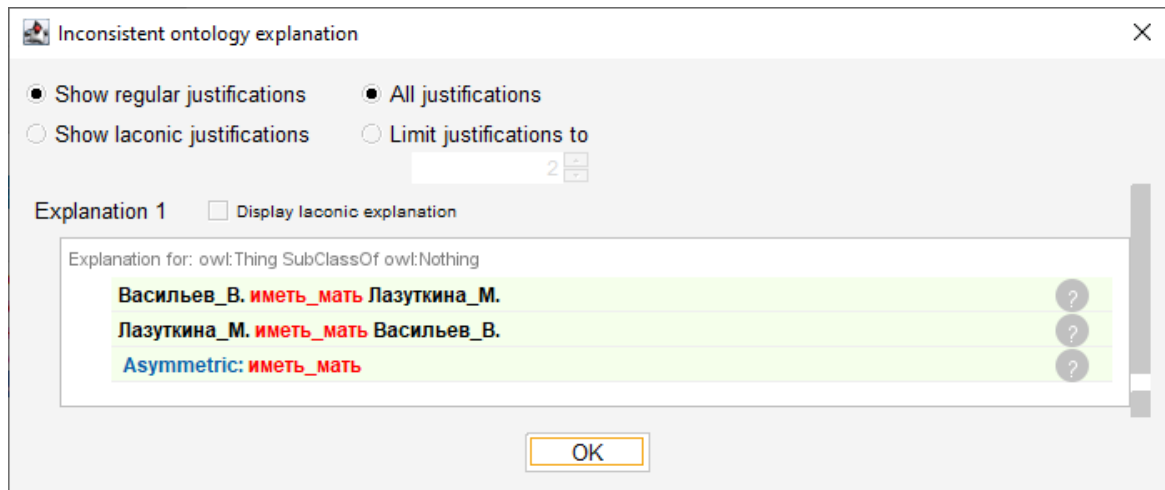 Inconsistent ontology explanation
Show regular justifications All justifications
Show laconic justifications Limit justifications to
2
Explanation 1 Display laconic explanation
Explanation for: owl:Thing SubClassOf owl:Nothing
Васильев_В. иметь_мать Лазуткина_М. ?
Лазуткина_М. иметь_мать Васильев_В. ?
Asymmetric: иметь_мать ?
OK